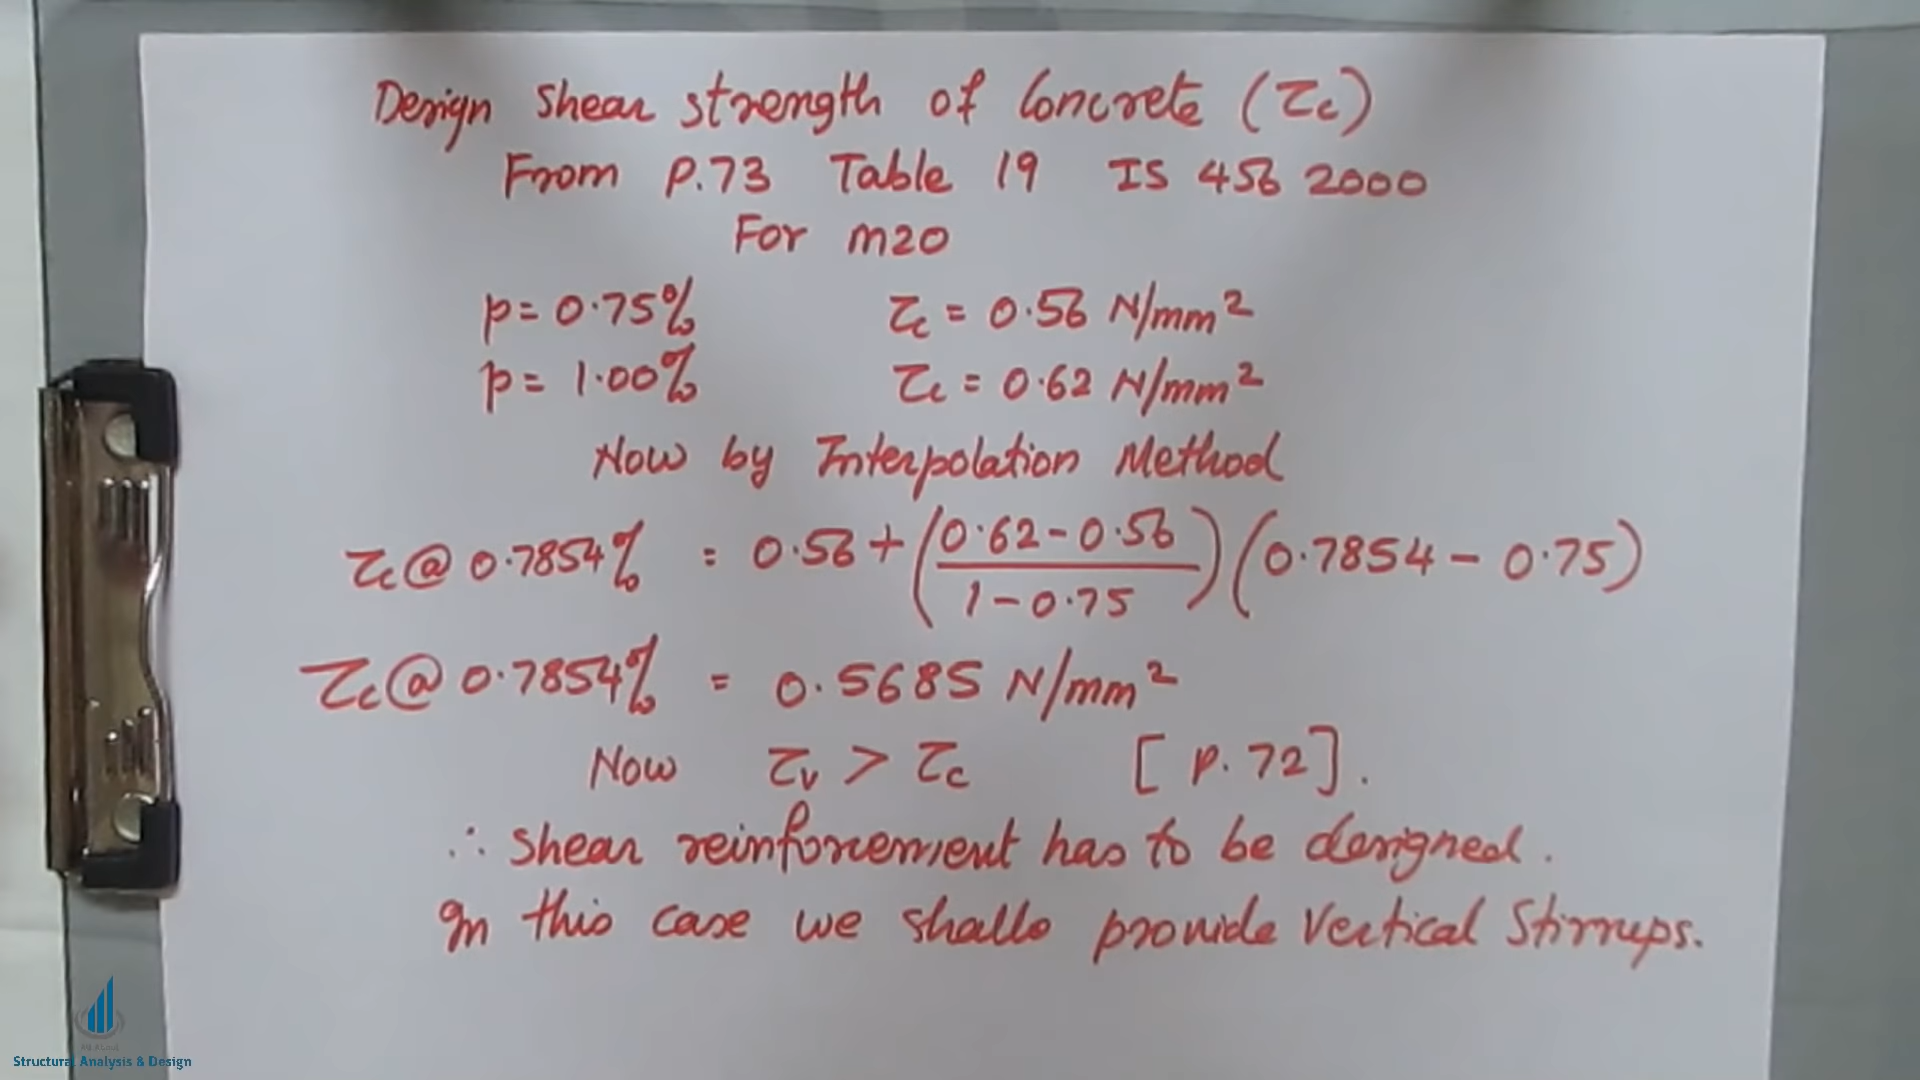 Design shear strength of Concrete (τc)
From P.73 Table 19 IS 456 2000
For M20
p = 0.75% τc = 0.56 N/mm²
p = 1.00% τc = 0.62 N/mm²
Now by Interpolation Method
τc @ 0.7854% = 0.56 + ((0.62 - 0.56)/(1 - 0.75)) (0.7854 - 0.75)
τc @ 0.7854% = 0.5685 N/mm²
Now τv > τc [P. 72].
∴ shear reinforcement has to be designed.
In this case we shall provide Vertical Stirrups.
Structural Analysis & Design